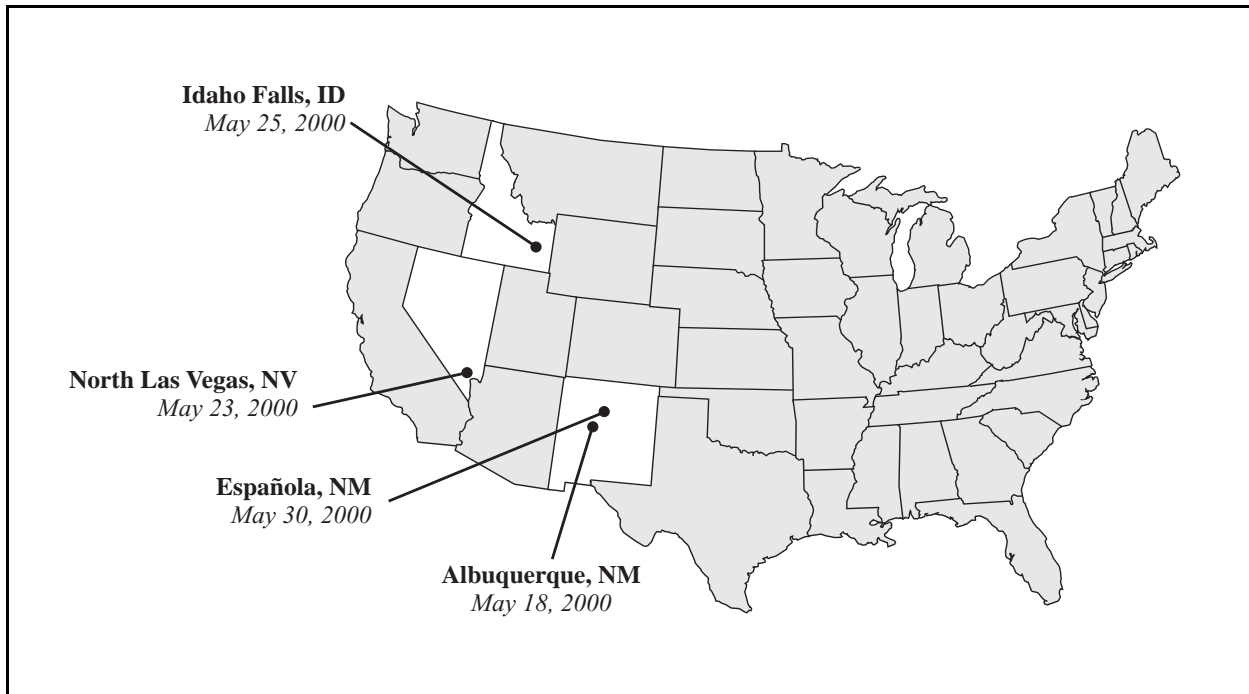 Idaho Falls, ID
May 25, 2000
North Las Vegas, NV
May 23, 2000
Española, NM
May 30, 2000
Albuquerque, NM
May 18, 2000